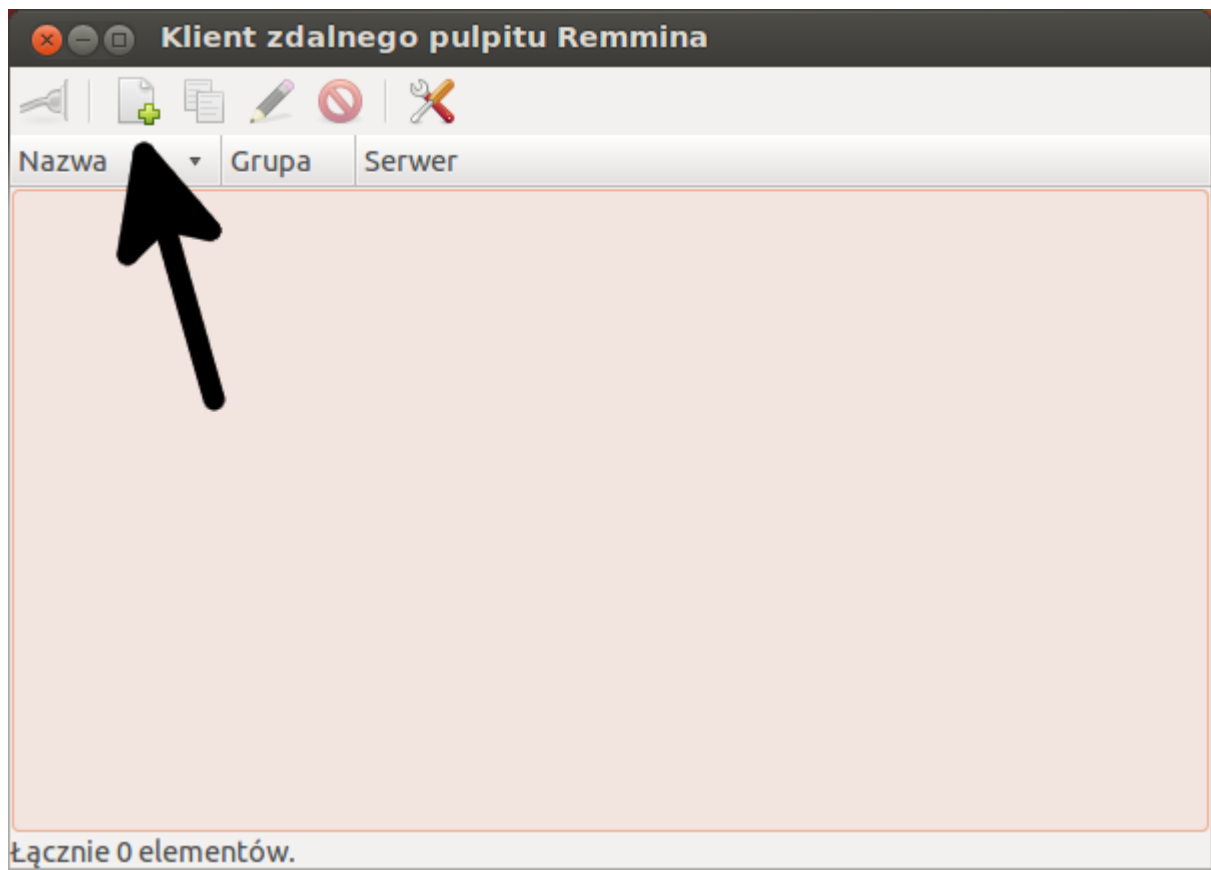 Klient zdalnego pulpitu Remmina
Nazwa Grupa Serwer
Łącznie 0 elementów.